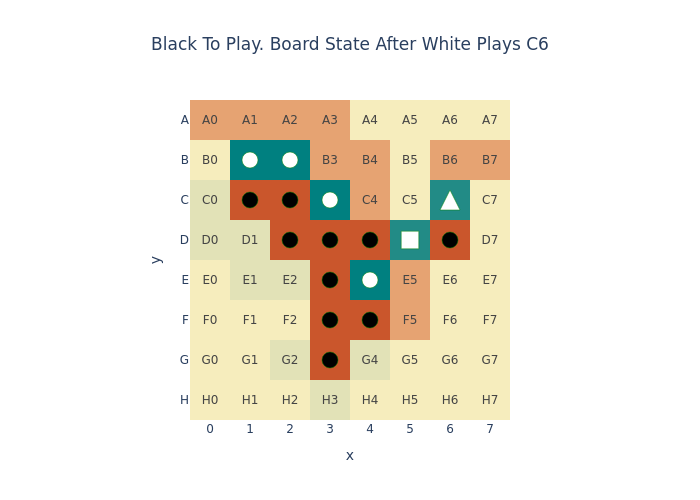 Black To Play. Board State After White Plays C6
A A0 A1 A2 A3 A4 A5 A6 A7
B B0 B3 B4 B5 B6 B7
C C0 C4 C5 C7
D D0 D1 D7
E E0 E1 E2 E5 E6 E7
F F0 F1 F2 F5 F6 F7
G G0 G1 G2 G4 G5 G6 G7
H H0 H1 H2 H3 H4 H5 H6 H7
0 1 2 3 4 5 6 7
x
y